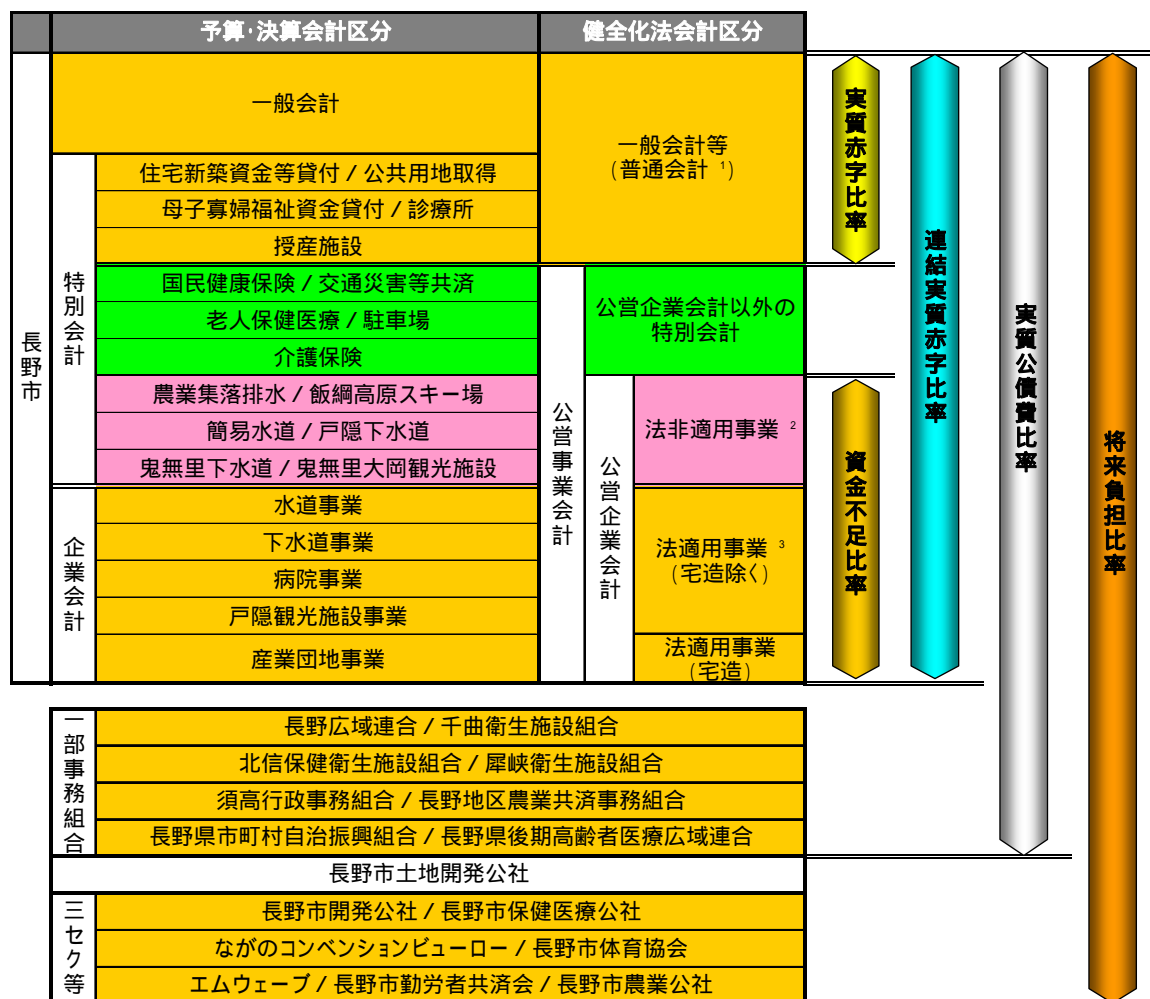 予算・決算会計区分
健全化法会計区分
長野市
一般会計
特別会計
住宅新築資金等貸付 / 公共用地取得
母子寡婦福祉資金貸付 / 診療所
授産施設
国民健康保険 / 交通災害等共済
老人保健医療 / 駐車場
介護保険
農業集落排水 / 飯綱高原スキー場
簡易水道 / 戸隠下水道
鬼無里下水道 / 鬼無里大岡観光施設
企業会計
水道事業
下水道事業
病院事業
戸隠観光施設事業
産業団地事業
一般会計等
(普通会計 1)
公営事業会計
公営企業会計以外の
特別会計
公営企業会計
法非適用事業 2
法適用事業 3
(宅造除く)
法適用事業
(宅造)
実質赤字比率
資金不足比率
連結実質赤字比率
実質公債費比率
将来負担比率
一部事務組合
長野広域連合 / 千曲衛生施設組合
北信保健衛生施設組合 / 犀峡衛生施設組合
須高行政事務組合 / 長野地区農業共済事務組合
長野県市町村自治振興組合 / 長野県後期高齢者医療広域連合
長野市土地開発公社
三セク等
長野市開発公社 / 長野市保健医療公社
ながのコンベンションビューロー / 長野市体育協会
エムウェーブ / 長野市勤労者共済会 / 長野市農業公社